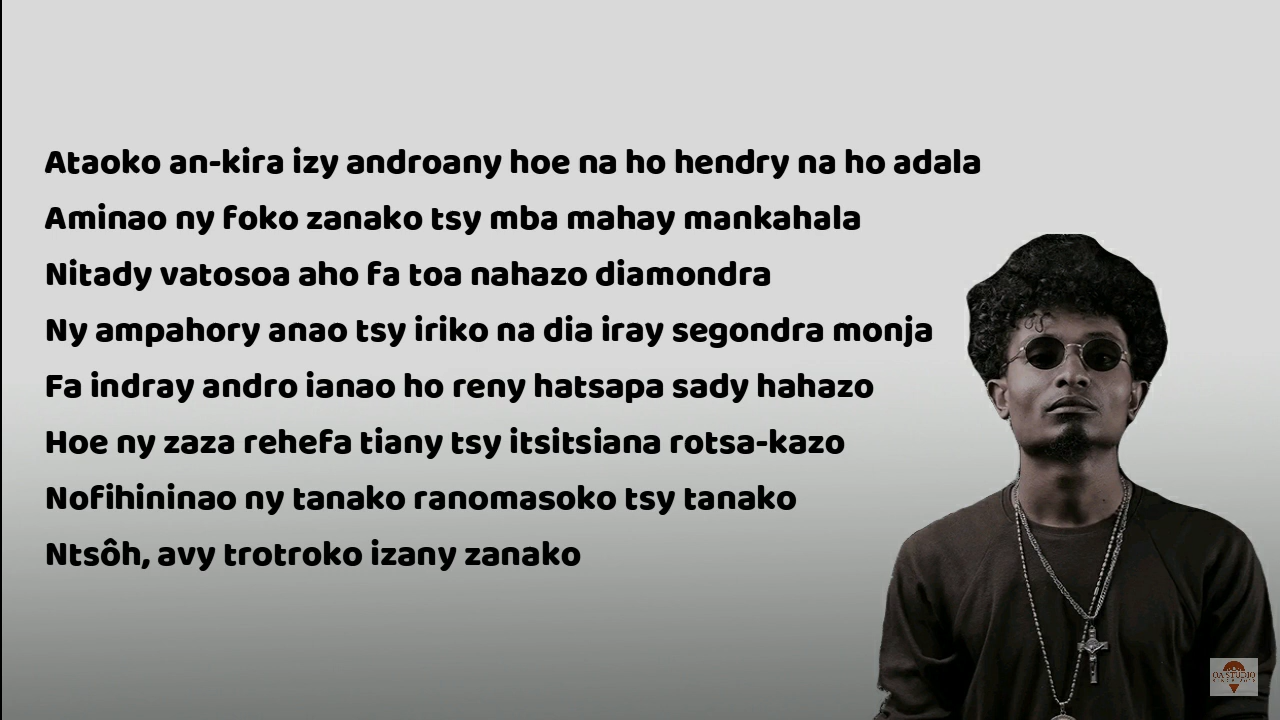 Ataoko an-kira izy androany hoe na ho hendry na ho adala
Aminao ny foko zanako tsy mba mahay mankahala
Nitady vatosoa aho fa toa nahazo diamondra
Ny ampahory anao tsy iriko na dia iray segondra monja
Fa indray andro ianao ho reny hatsapa sady hahazo
Hoe ny zaza rehefa tiany tsy itsitsiana rotsa-kazo
Nofihininao ny tanako ranomasoko tsy tanako
Ntsôh, avy trotroko izany zanako
OA STUDIO